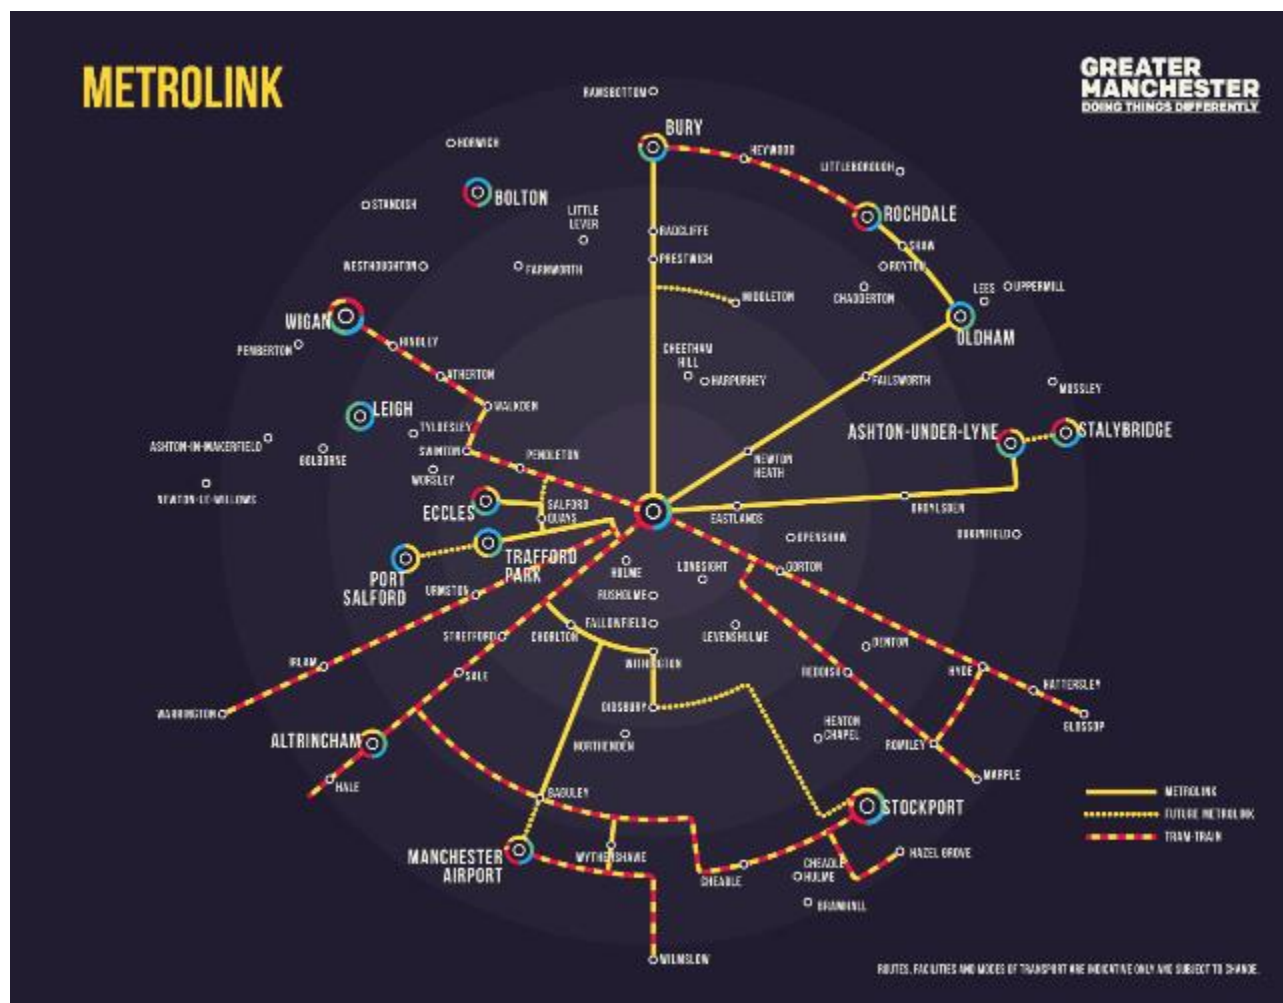 METROLINK
GREATER
MANCHESTER
DOING THINGS DIFFERENTLY
RAMSBOTTOM
BURY
HORWICH
HEYWOOD
LITTLEBOROUGH
BOLTON
STANDISH
LITTLE
LEVER
ROCHDALE
RADCLIFFE
SHAW
WESTHOUGHTON
FARNWORTH
PRESTWICH
ROYTON
MIDDLETON
CHADDERTON
LEES
UPPERMILL
WIGAN
OLDHAM
PENBERTON
HINDLEY
CHEETHAM
HILL
HARPURHEY
ATHERTON
FAILSWORTH
MOSSLEY
LEIGH
WALKDEN
TYLDESLEY
ASHTON-UNDER-LYNE
STALYBRIDGE
ASHTON-IN-MAKERFIELD
GOLBORNE
SWINTON
PENDLETON
NEWTON
HEATH
WORSLEY
NEWTON-LE-WILLOWS
ECCLES
SALFORD
QUAYS
EASTLANDS
DROYLSDEN
DUKINFIELD
OPENSHAW
TRAFFORD
PARK
PORT
SALFORD
HULME
LONGSIGHT
GORTON
URMSTON
RUSHOLME
STRETFORD
CHORLTON
FALLOWFIELD
LEVENSHULME
DENTON
IRLAM
SALE
WITHINGTON
REDDISH
HYDE
HATTERSLEY
WARRINGTON
DIDSBURY
GLOSSOP
ALTRINCHAM
NORTHENDEN
HEATON
CHAPEL
ROMILEY
MARPLE
HALE
BAGULEY
STOCKPORT
METROLINK
FUTURE METROLINK
TRAM-TRAIN
MANCHESTER
AIRPORT
WYTHENSHAWE
CHEADLE
CHEADLE
HULME
HAZEL GROVE
BRAMHALL
WILMSLOW
ROUTES, FACILITIES AND MODES OF TRANSPORT ARE INDICATIVE ONLY AND SUBJECT TO CHANGE.